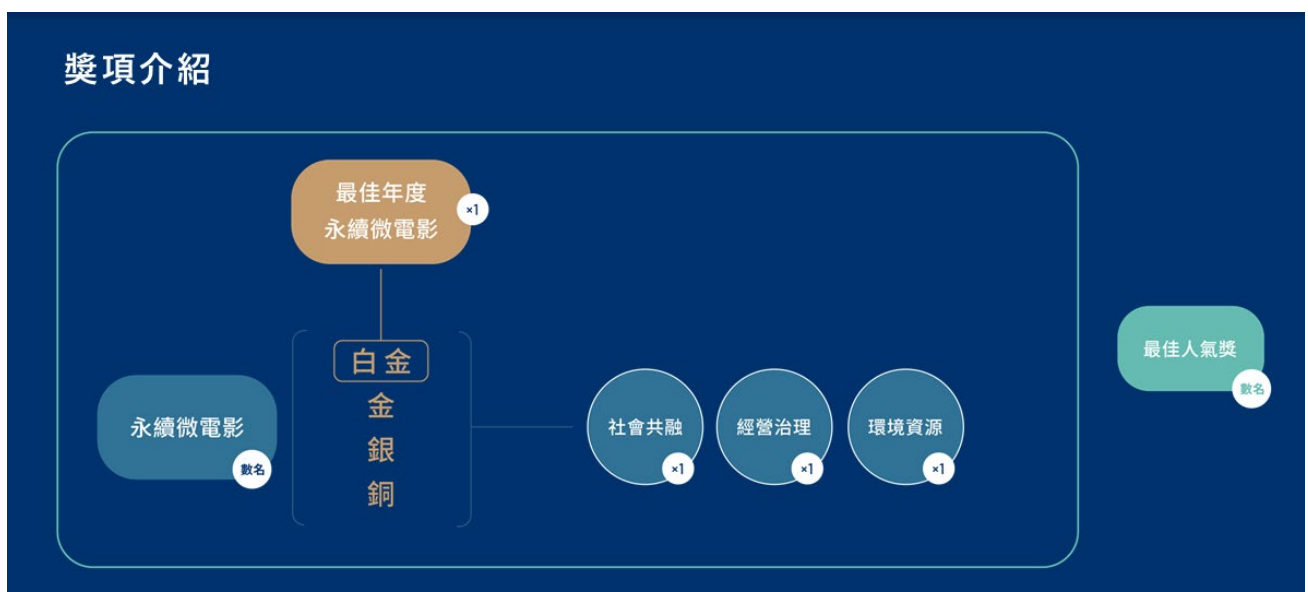 獎項介紹
最佳年度
永續微電影
×1
永續微電影
數名
白金
金
銀
銅
社會共融
×1
經營治理
×1
環境資源
×1
最佳人氣獎
數名